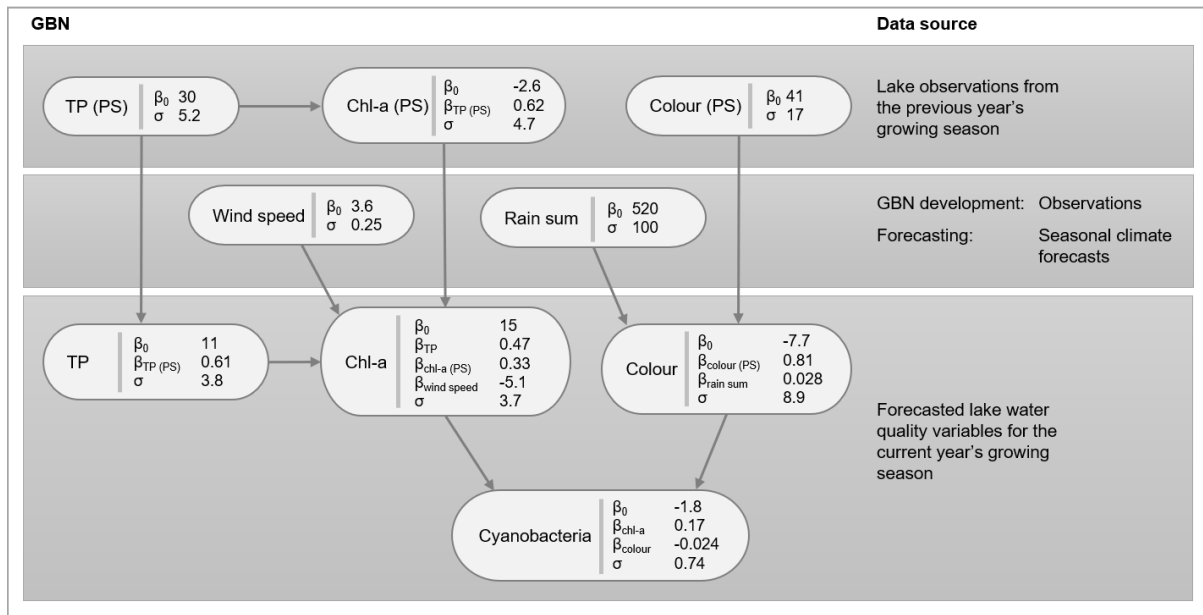 GBN
Data source
TP (PS)
β₀ 30
σ 5.2
Chl-a (PS)
β₀ -2.6
βTP (PS) 0.62
σ 4.7
Colour (PS)
β₀ 41
σ 17
Lake observations from
the previous year's
growing season
Wind speed
β₀ 3.6
σ 0.25
Rain sum
β₀ 520
σ 100
GBN development: Observations
Forecasting: Seasonal climate
forecasts
TP
β₀ 11
βTP (PS) 0.61
σ 3.8
Chl-a
β₀ 15
βTP 0.47
βchl-a (PS) 0.33
βwind speed -5.1
σ 3.7
Colour
β₀ -7.7
βcolour (PS) 0.81
βrain sum 0.028
σ 8.9
Forecasted lake water
quality variables for the
current year's growing
season
Cyanobacteria
β₀ -1.8
βchl-a 0.17
βcolour -0.024
σ 0.74